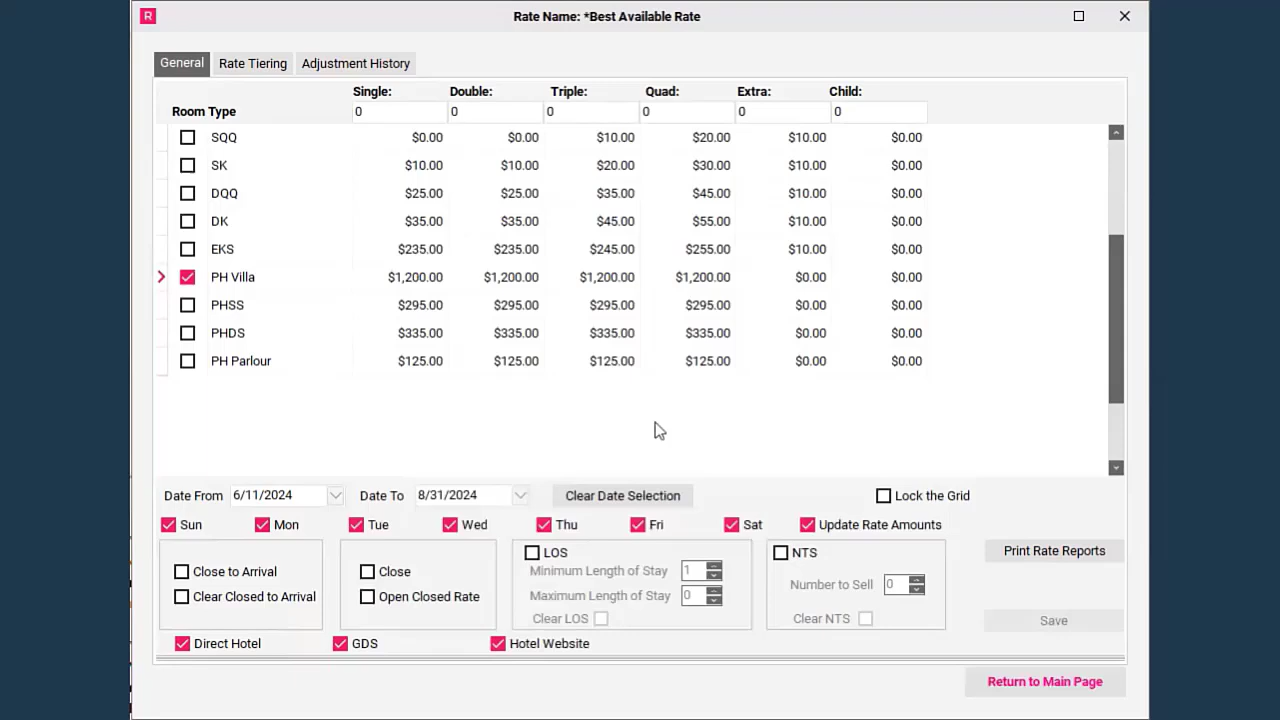 R Rate Name: *Best Available Rate
General Rate Tiering Adjustment History
Single: Double: Triple: Quad: Extra: Child:
Room Type 0 0 0 0 0 0
SQQ $0.00 $0.00 $10.00 $20.00 $10.00 $0.00
SK $10.00 $10.00 $20.00 $30.00 $10.00 $0.00
DQQ $25.00 $25.00 $35.00 $45.00 $10.00 $0.00
DK $35.00 $35.00 $45.00 $55.00 $10.00 $0.00
EKS $235.00 $235.00 $245.00 $255.00 $10.00 $0.00
PH Villa $1,200.00 $1,200.00 $1,200.00 $1,200.00 $0.00 $0.00
PHSS $295.00 $295.00 $295.00 $295.00 $0.00 $0.00
PHDS $335.00 $335.00 $335.00 $335.00 $0.00 $0.00
PH Parlour $125.00 $125.00 $125.00 $125.00 $0.00 $0.00
Date From 6/11/2024 Date To 8/31/2024 Clear Date Selection Lock the Grid
Sun Mon Tue Wed Thu Fri Sat Update Rate Amounts
LOS NTS Print Rate Reports
Close to Arrival Close Minimum Length of Stay 1 Number to Sell 0
Clear Closed to Arrival Open Closed Rate Maximum Length of Stay 0
Clear LOS Clear NTS Save
Direct Hotel GDS Hotel Website
Return to Main Page